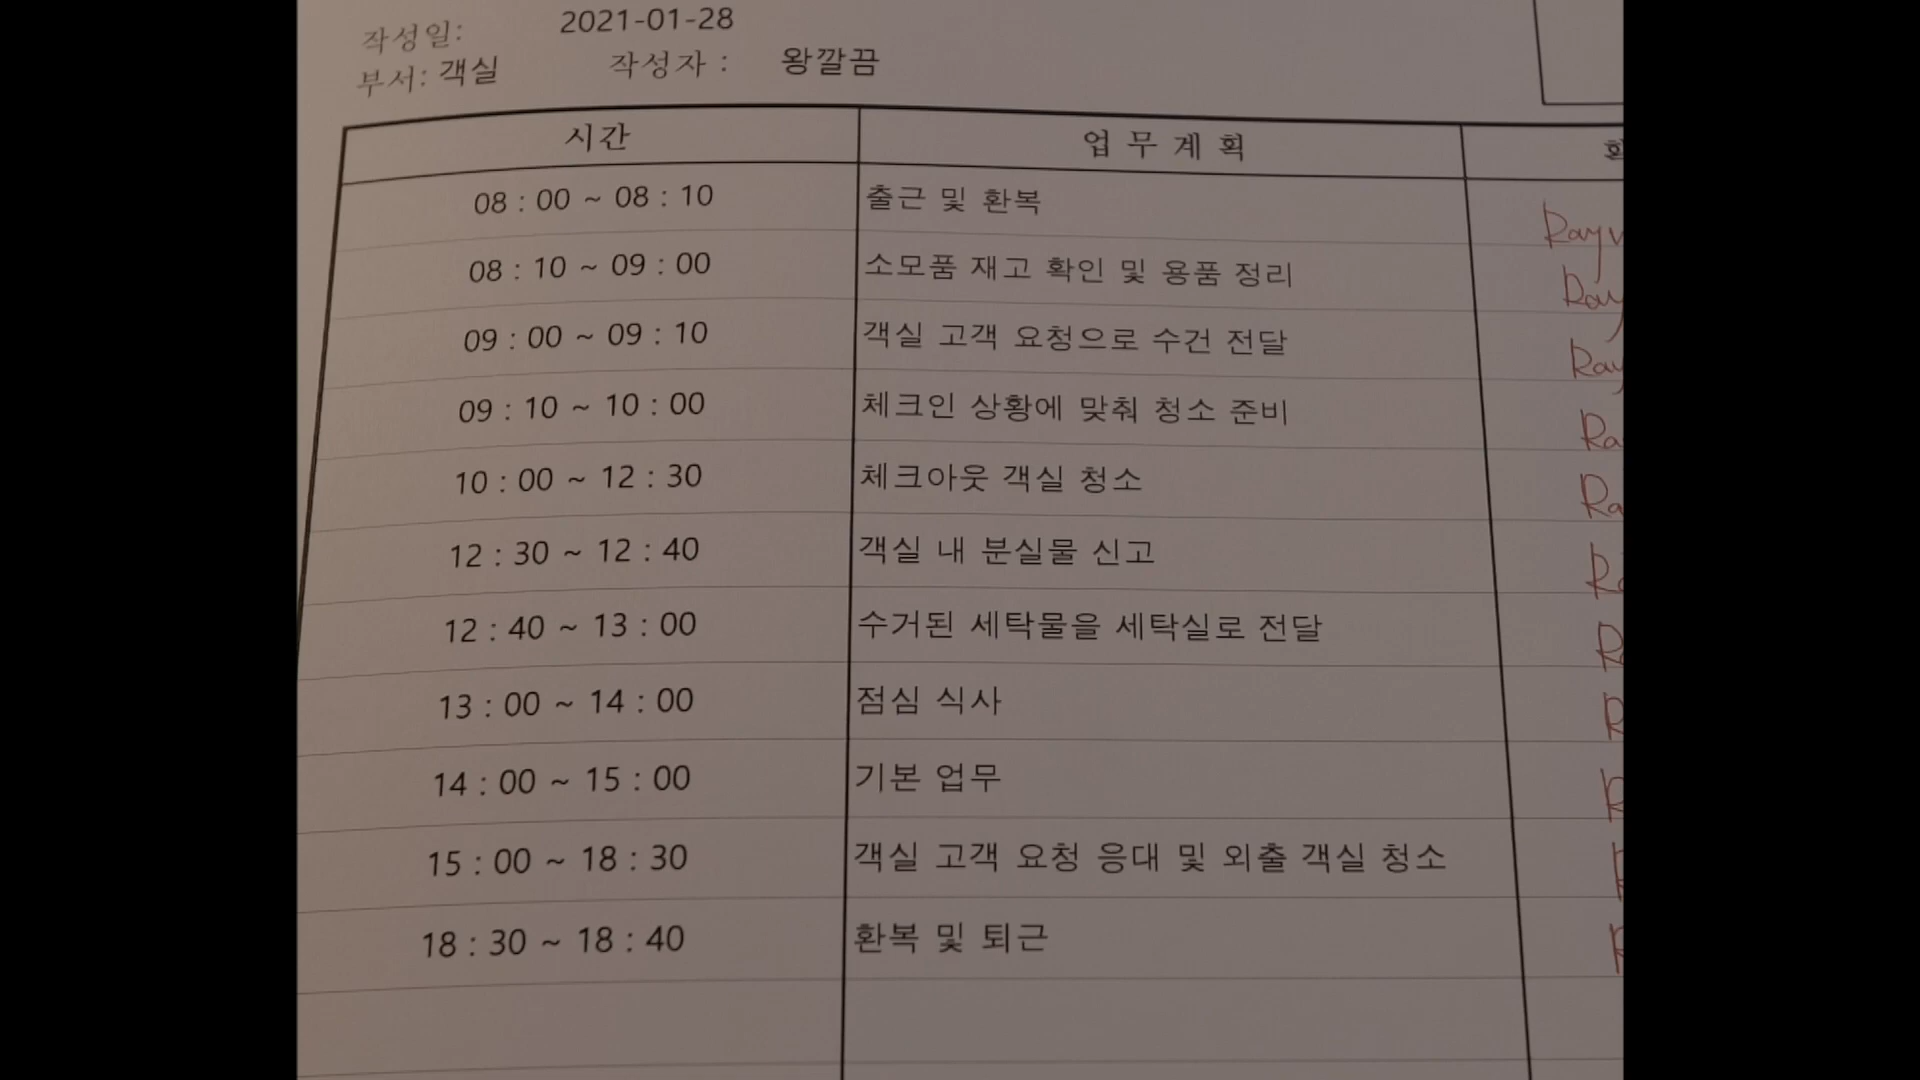 작성일: 2021-01-28
부서: 객실 작성자 : 왕깔끔
시간 업 무 계 획
08 : 00 ~ 08 : 10 출근 및 환복
08 : 10 ~ 09 : 00 소모품 재고 확인 및 용품 정리
09 : 00 ~ 09 : 10 객실 고객 요청으로 수건 전달
09 : 10 ~ 10 : 00 체크인 상황에 맞춰 청소 준비
10 : 00 ~ 12 : 30 체크아웃 객실 청소
12 : 30 ~ 12 : 40 객실 내 분실물 신고
12 : 40 ~ 13 : 00 수거된 세탁물을 세탁실로 전달
13 : 00 ~ 14 : 00 점심 식사
14 : 00 ~ 15 : 00 기본 업무
15 : 00 ~ 18 : 30 객실 고객 요청 응대 및 외출 객실 청소
18 : 30 ~ 18 : 40 환복 및 퇴근